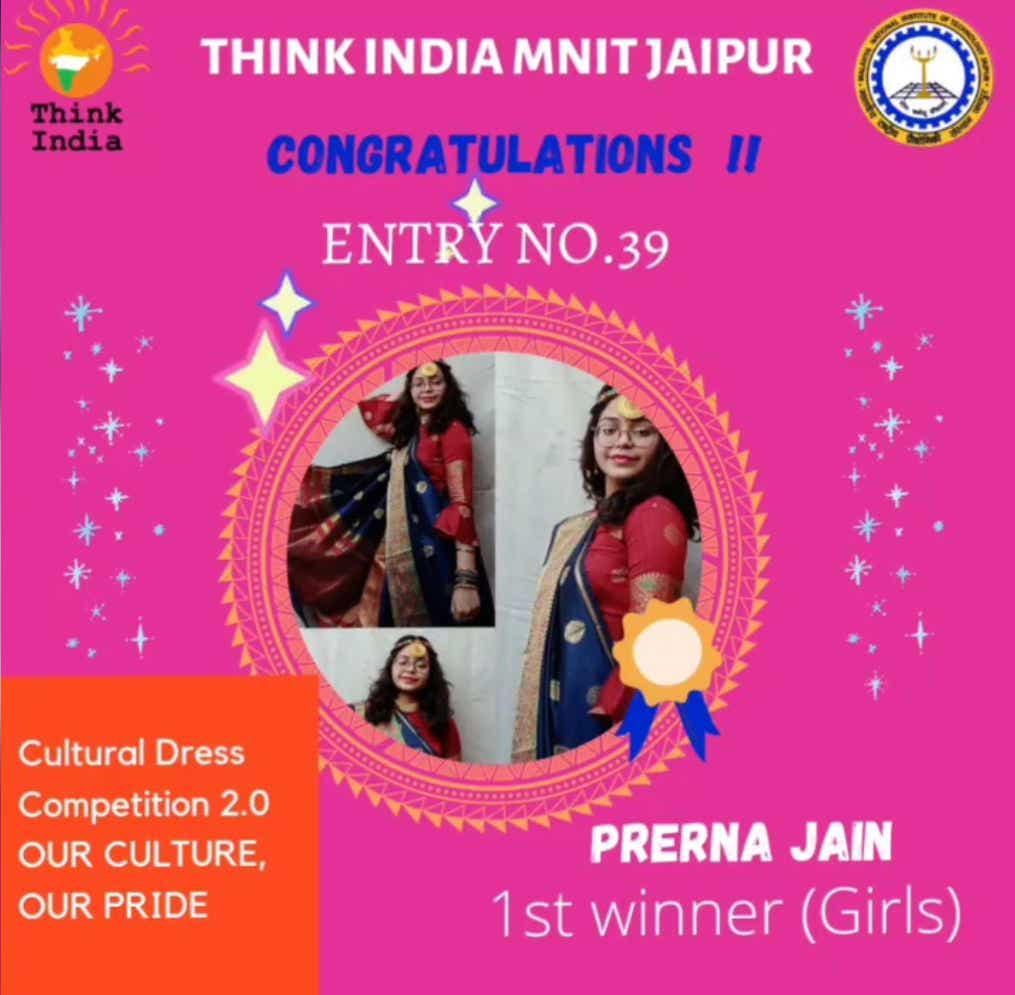 Think
India
THINK INDIA MNIT JAIPUR
CONGRATULATIONS !!
ENTRY NO.39
Cultural Dress
Competition 2.0
OUR CULTURE,
OUR PRIDE
PRERNA JAIN
1st winner (Girls)